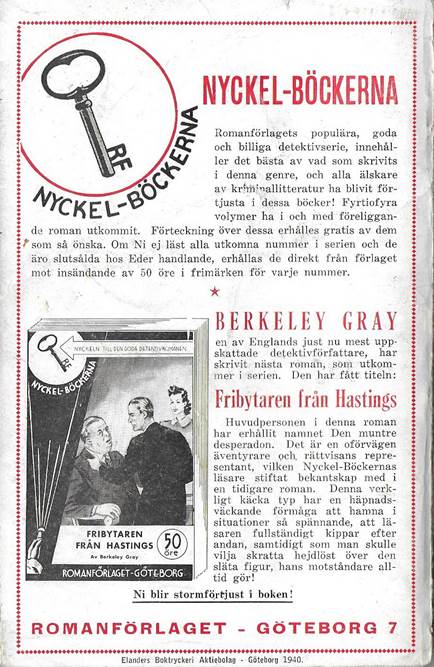 NYCKEL-BÖCKERNA
RF
NYCKEL-BÖCKERNA
Romanförlagets populära, goda
och billiga detektivserie, innehål-
ler det bästa av vad som skrivits
i denna genre, och alla älskare
av kriminallitteratur ha blivit för-
tjusta i dessa böcker! Fyrtiofyra
volymer ha i och med föreliggan-
de roman utkommit. Förteckning över dessa erhålles gratis av dem
som så önska. Om Ni ej läst alla utkomna nummer i serien och de
äro slutsålda hos Eder handlande, erhållas de direkt från förlaget
mot insändande av 50 öre i frimärken för varje nummer.
BERKELEY GRAY
en av Englands just nu mest upp-
skattade detektivförfattare, har
skrivit nästa roman, som utkom-
mer i serien. Den har fått titeln:
Fribytaren från Hastings
Huvudpersonen i denna roman
har erhållit namnet Den muntre
desperadon. Det är en oförvägen
äventyrare och rättvisans repre-
sentant, vilken Nyckel-Böckernas
läsare stiftat bekantskap med i
en tidigare roman. Denna verk-
ligt käcka typ har en häpnads-
väckande förmåga att hamna i
situationer så spännande, att lä-
saren fullständigt kippar efter
andan, samtidigt som man skulle
vilja skratta hejdlöst över den
släta figur, hans motståndare all-
tid gör!
NYCKELN TILL DEN GODA DETEKTIVROMANEN
RF
NYCKEL-BÖCKERNA
FRIBYTAREN
FRÅN HASTINGS
Av Berkeley Gray
50
öre
ROMANFÖRLAGET-GÖTEBORG
Ni blir stormförtjust i boken!
ROMANFÖRLAGET - GÖTEBORG 7
Elanders Boktryckeri Aktiebolag - Göteborg 1940.